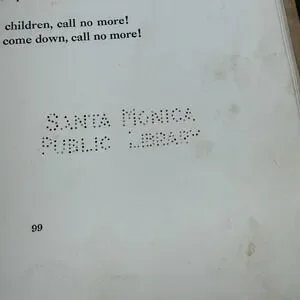 children, call no more!
come down, call no more!
SANTA MONICA
PUBLIC LIBRARY
99